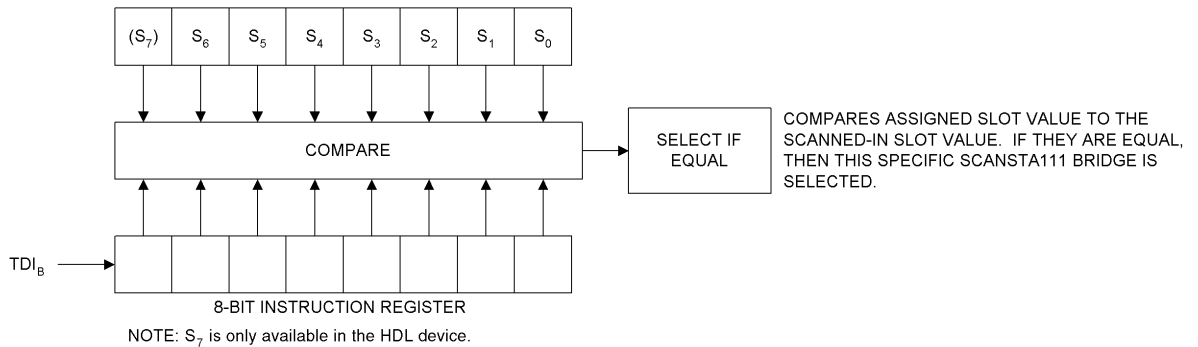 (S₇) S₆ S₅ S₄ S₃ S₂ S₁ S₀
COMPARE
SELECT IF
EQUAL
COMPARES ASSIGNED SLOT VALUE TO THE
SCANNED-IN SLOT VALUE. IF THEY ARE EQUAL,
THEN THIS SPECIFIC SCANSTA111 BRIDGE IS
SELECTED.
TDI_B
8-BIT INSTRUCTION REGISTER
NOTE: S₇ is only available in the HDL device.